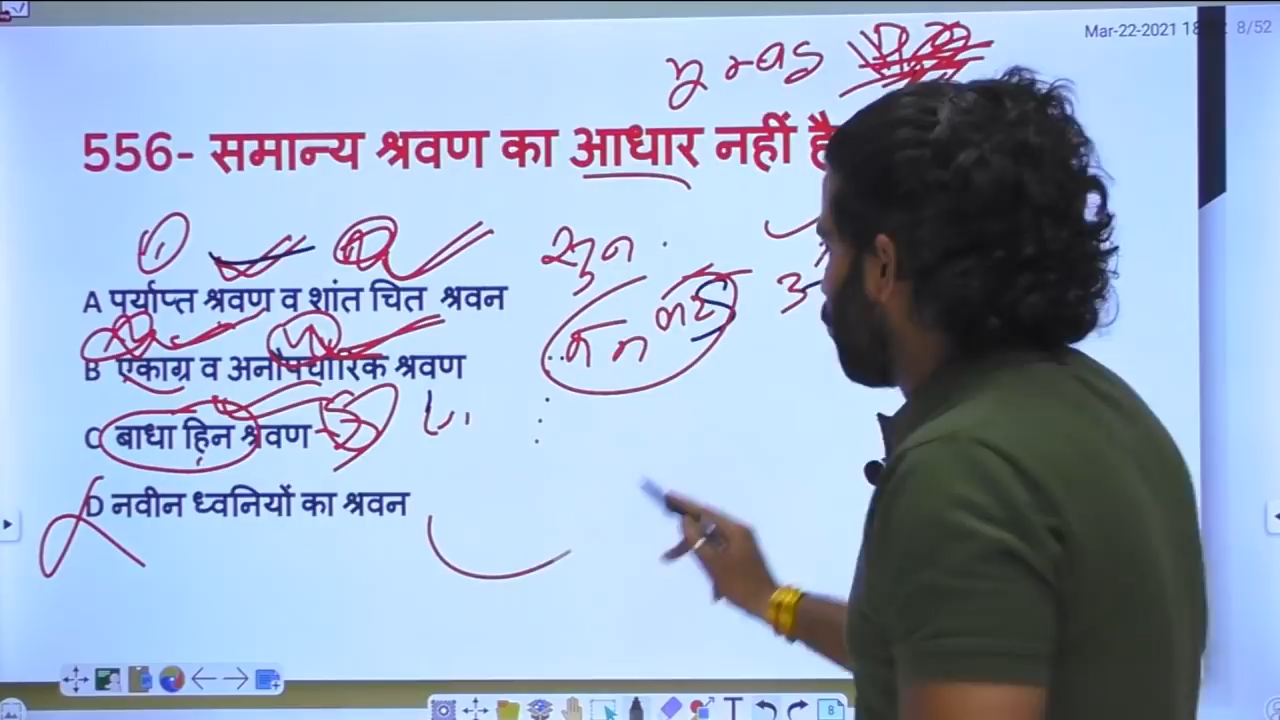 Mar-22-2021 18 8/52
556- समान्य श्रवण का आधार नहीं है
A पर्याप्त श्रवण व शांत चित श्रवन
सुन
B एकाग्र व अनौपचारिक श्रवण
C बाधा हिन श्रवण
D नवीन ध्वनियों का श्रवन